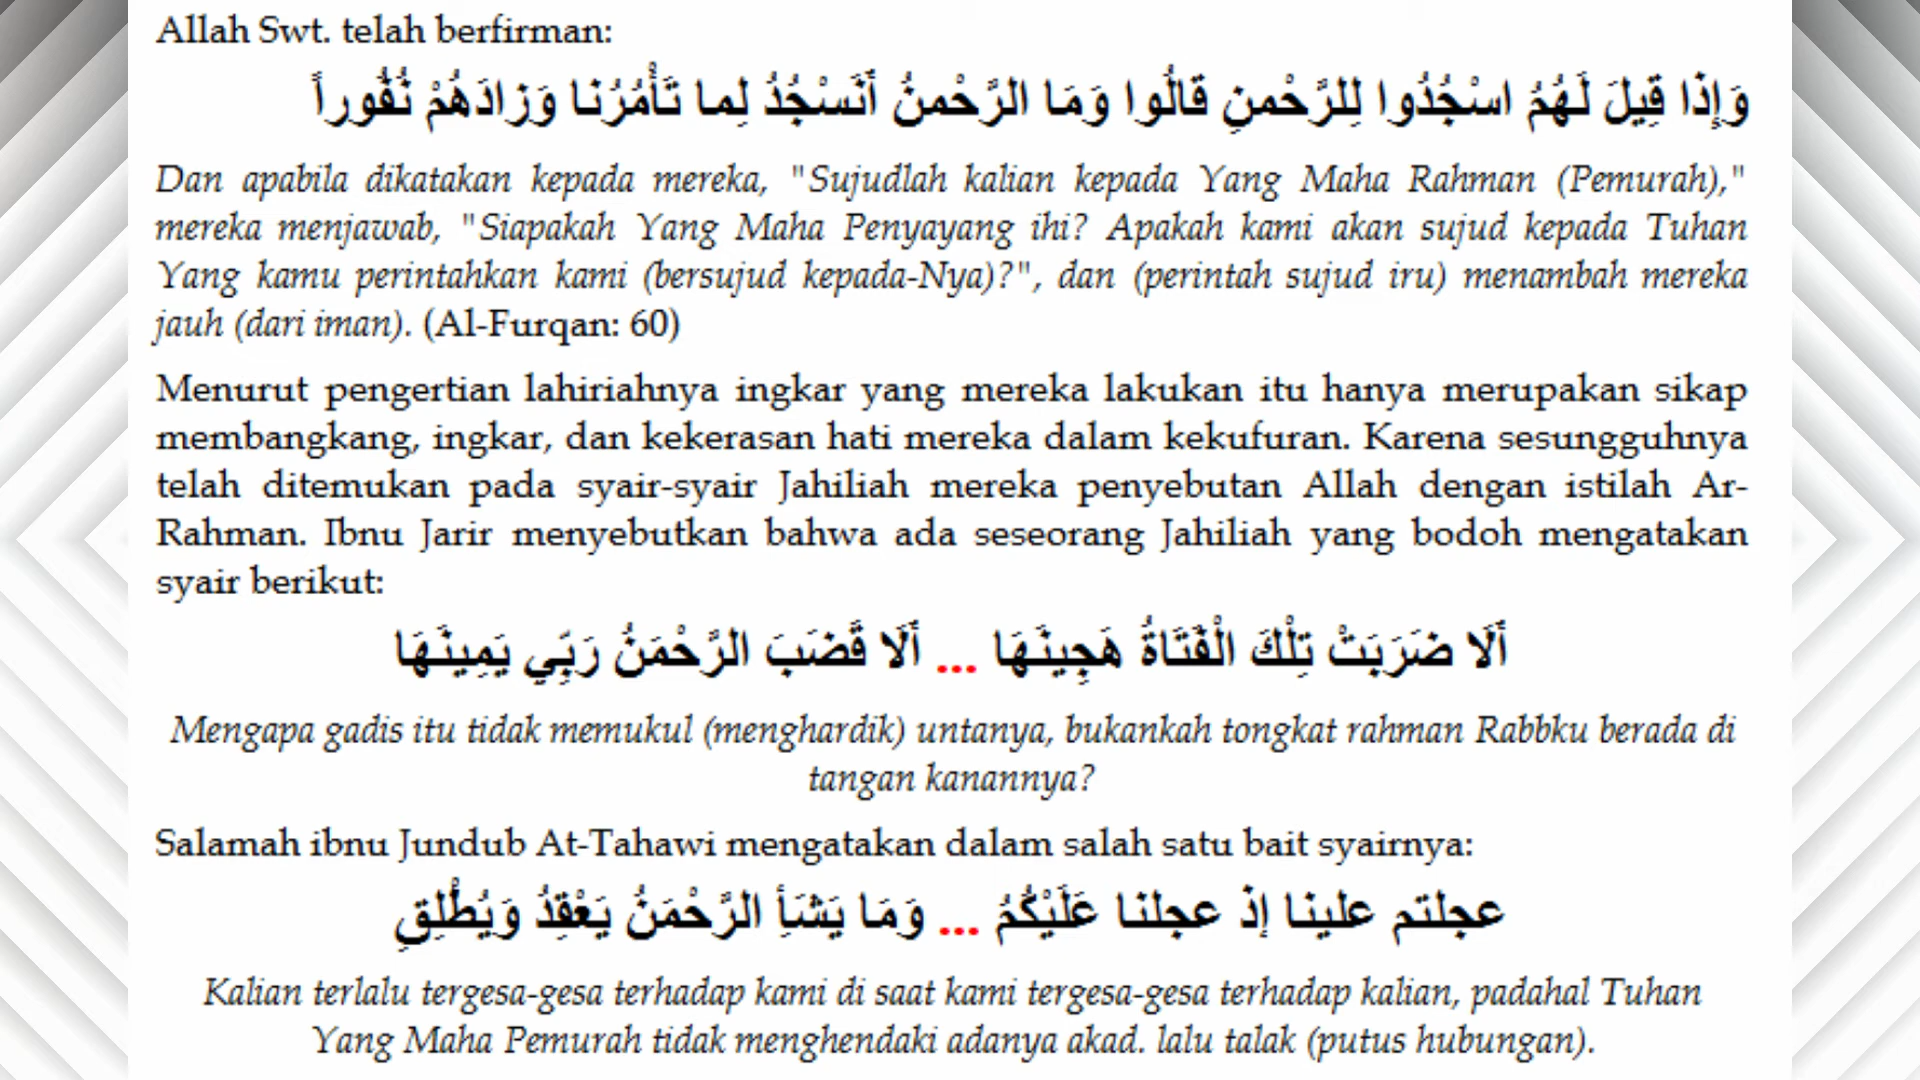 Allah Swt. telah berfirman:
وَإِذَا قِيلَ لَهُمُ اسْجُدُوا لِلرَّحْمنِ قَالُوا وَمَا الرَّحْمنُ أَنَسْجُدُ لِما تَأْمُرُنا وَزادَهُمْ نُفُوراً
Dan apabila dikatakan kepada mereka, "Sujudlah kalian kepada Yang Maha Rahman (Pemurah),"
mereka menjawab, "Siapakah Yang Maha Penyayang ihi? Apakah kami akan sujud kepada Tuhan
Yang kamu perintahkan kami (bersujud kepada-Nya)?", dan (perintah sujud iru) menambah mereka
jauh (dari iman). (Al-Furqan: 60)
Menurut pengertian lahiriahnya ingkar yang mereka lakukan itu hanya merupakan sikap
membangkang, ingkar, dan kekerasan hati mereka dalam kekufuran. Karena sesungguhnya
telah ditemukan pada syair-syair Jahiliah mereka penyebutan Allah dengan istilah Ar-
Rahman. Ibnu Jarir menyebutkan bahwa ada seseorang Jahiliah yang bodoh mengatakan
syair berikut:
أَلَا ضَرَبَتْ تِلْكَ الْفَتَاةُ هَجِينَهَا ... أَلَا قَضَبَ الرَّحْمَنُ رَبِّي يَمِينَهَا
Mengapa gadis itu tidak memukul (menghardik) untanya, bukankah tongkat rahman Rabbku berada di
tangan kanannya?
Salamah ibnu Jundub At-Tahawi mengatakan dalam salah satu bait syairnya:
عجلتم علينا إذْ عجلنا عَلَيْكُمُ ... وَمَا يَشَأِ الرَّحْمَنُ يَعْقِدُ وَيُطْلِقِ
Kalian terlalu tergesa-gesa terhadap kami di saat kami tergesa-gesa terhadap kalian, padahal Tuhan
Yang Maha Pemurah tidak menghendaki adanya akad. lalu talak (putus hubungan).